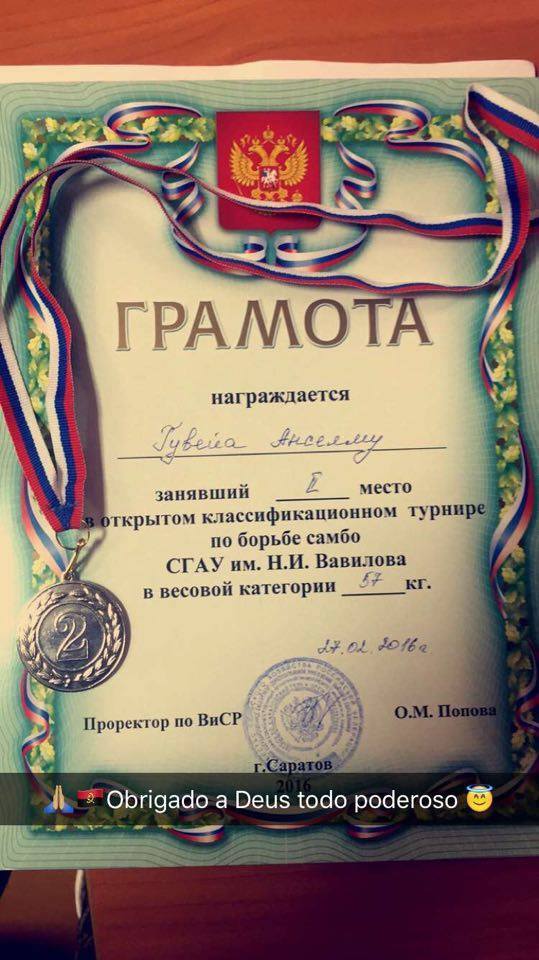 ГРАМОТА
награждается
Гувейа Анселму
занявший II место
в открытом классификационном турнире
по борьбе самбо
СГАУ им. Н.И. Вавилова
в весовой категории 57 кг.
27.02.2016г
Проректор по ВиСР О.М. Попова
г.Саратов
2016
🙏🏽🇦🇴Obrigado a Deus todo poderoso 😇
2